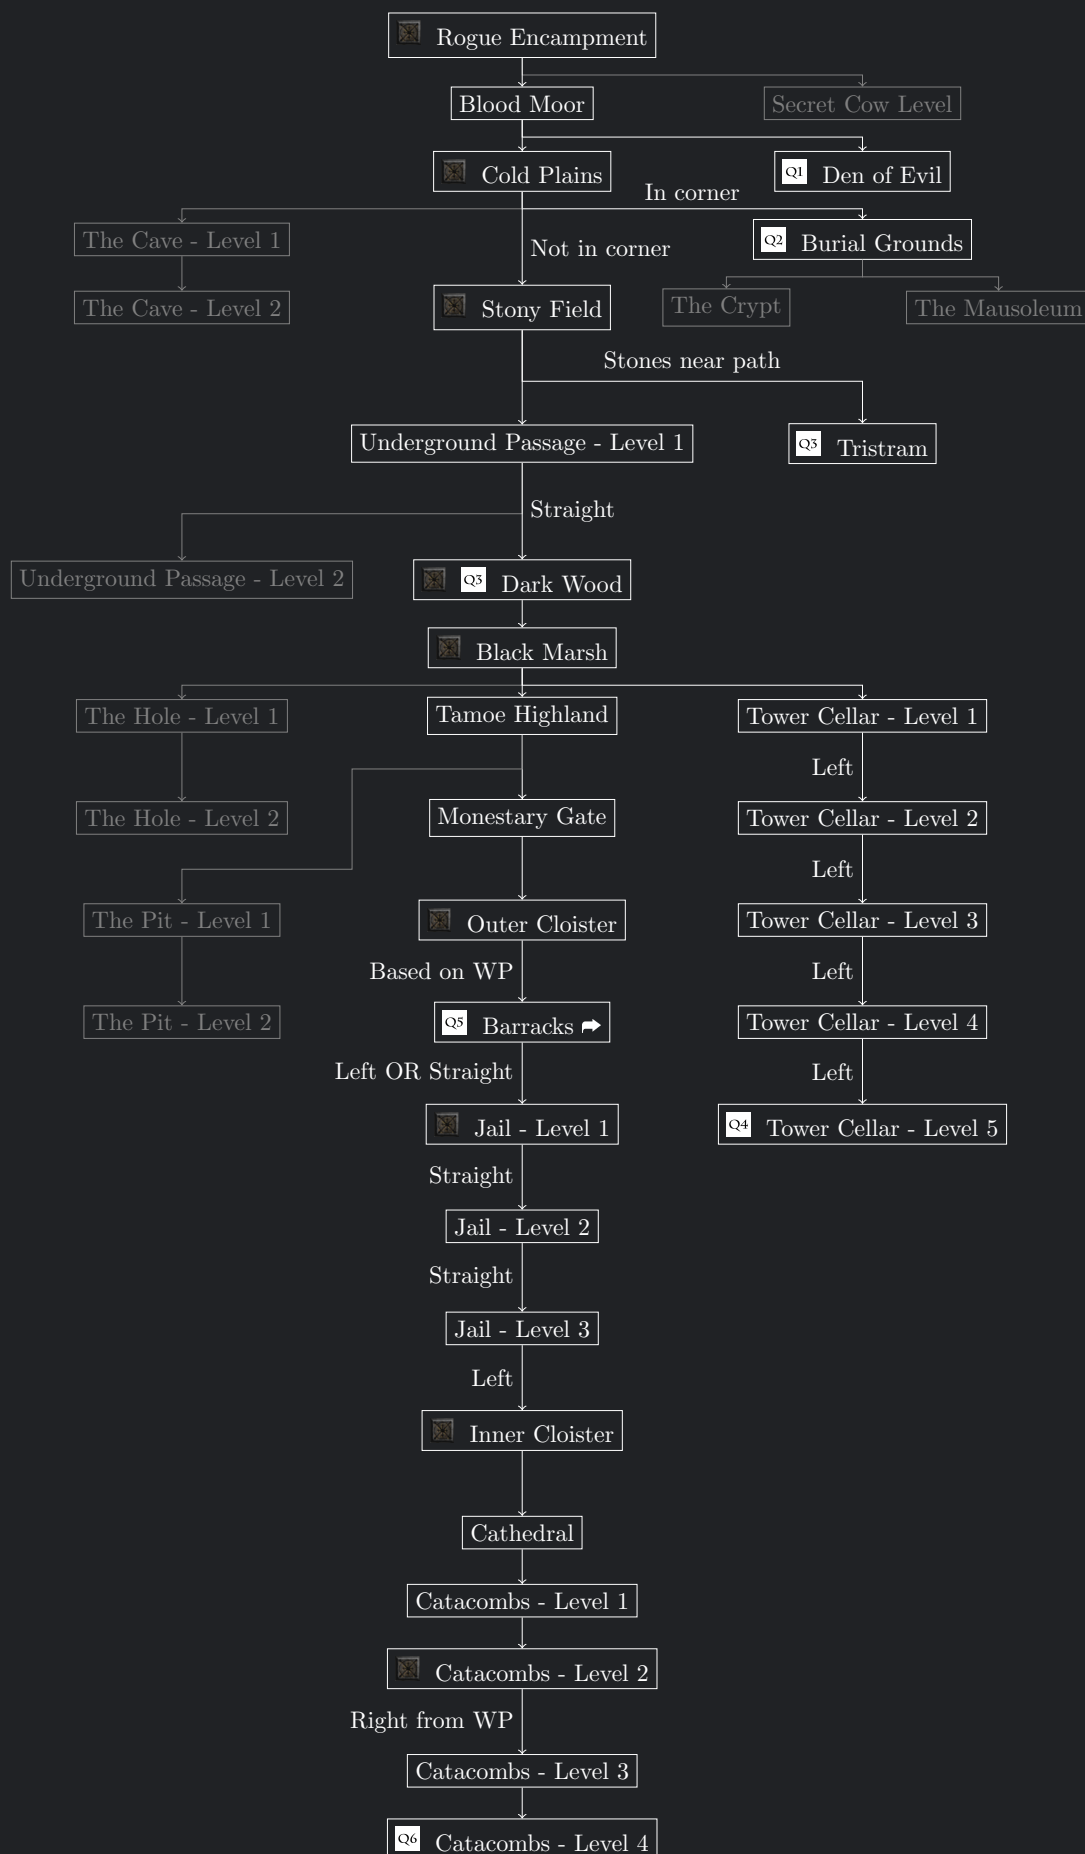 Rogue Encampment
Blood Moor
Secret Cow Level
Cold Plains
Q1 Den of Evil
In corner
The Cave - Level 1
Not in corner
Q2 Burial Grounds
The Cave - Level 2
Stony Field
The Crypt
The Mausoleum
Stones near path
Underground Passage - Level 1
Q3 Tristram
Straight
Underground Passage - Level 2
Q3 Dark Wood
Black Marsh
The Hole - Level 1
Tamoe Highland
Tower Cellar - Level 1
Left
The Hole - Level 2
Monestary Gate
Tower Cellar - Level 2
Left
The Pit - Level 1
Outer Cloister
Tower Cellar - Level 3
Based on WP
Left
The Pit - Level 2
Q5 Barracks
Tower Cellar - Level 4
Left OR Straight
Left
Jail - Level 1
Q4 Tower Cellar - Level 5
Straight
Jail - Level 2
Straight
Jail - Level 3
Left
Inner Cloister
Cathedral
Catacombs - Level 1
Catacombs - Level 2
Right from WP
Catacombs - Level 3
Q6 Catacombs - Level 4